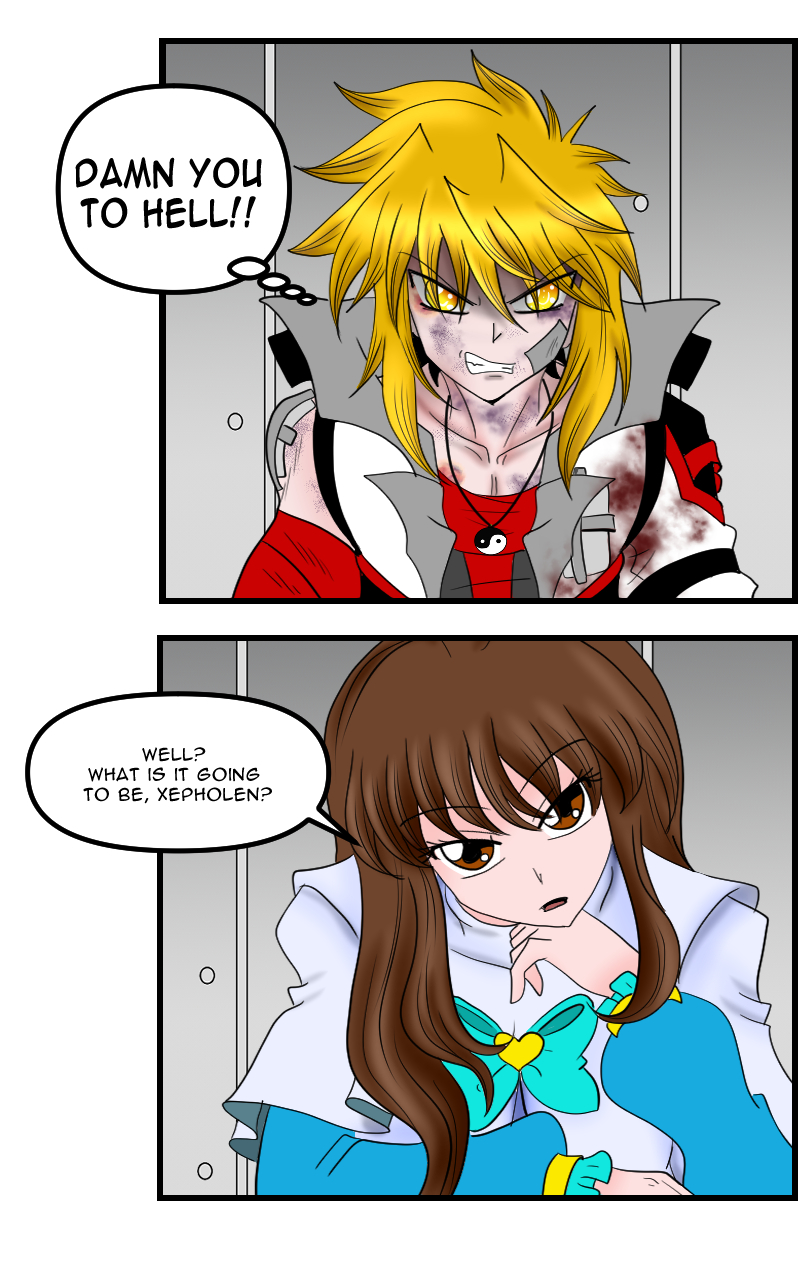 DAMN YOU
TO HELL!!
WELL?
WHAT IS IT GOING
TO BE, XEPHOLEN?